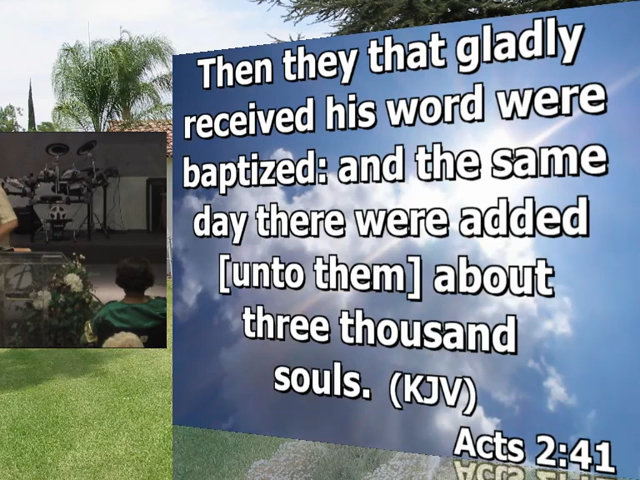 Then they that gladly
received his word were
baptized: and the same
day there were added
[unto them] about
three thousand
souls. (KJV)
Acts 2:41